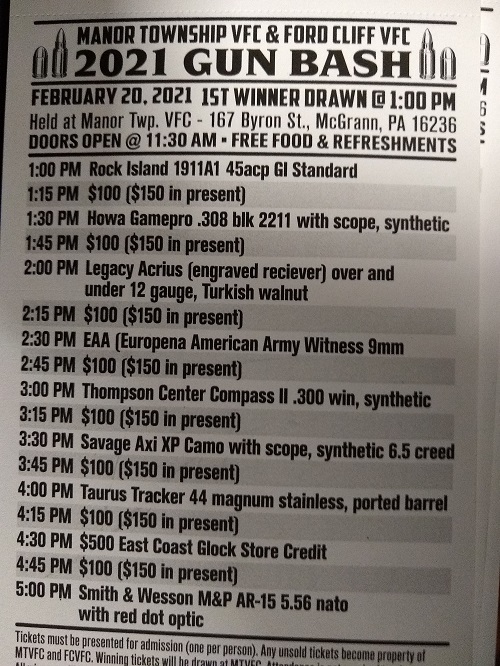 MANOR TOWNSHIP VFC & FORD CLIFF VFC
2021 GUN BASH
FEBRUARY 20, 2021 1ST WINNER DRAWN @ 1:00 PM
Held at Manor Twp. VFC - 167 Byron St., McGrann, PA 16236
DOORS OPEN @ 11:30 AM - FREE FOOD & REFRESHMENTS
1:00 PM Rock Island 1911A1 45acp GI Standard
1:15 PM $100 ($150 in present)
1:30 PM Howa Gamepro .308 blk 2211 with scope, synthetic
1:45 PM $100 ($150 in present)
2:00 PM Legacy Acrius (engraved reciever) over and
under 12 gauge, Turkish walnut
2:15 PM $100 ($150 in present)
2:30 PM EAA (Europena American Army Witness 9mm
2:45 PM $100 ($150 in present)
3:00 PM Thompson Center Compass II .300 win, synthetic
3:15 PM $100 ($150 in present)
3:30 PM Savage Axi XP Camo with scope, synthetic 6.5 creed
3:45 PM $100 ($150 in present)
4:00 PM Taurus Tracker 44 magnum stainless, ported barrel
4:15 PM $100 ($150 in present)
4:30 PM $500 East Coast Glock Store Credit
4:45 PM $100 ($150 in present)
5:00 PM Smith & Wesson M&P AR-15 5.56 nato
with red dot optic
Tickets must be presented for admission (one per person). Any unsold tickets become property of
MTVFC and FCVFC. Winning tickets will be drawn at MTVFC.